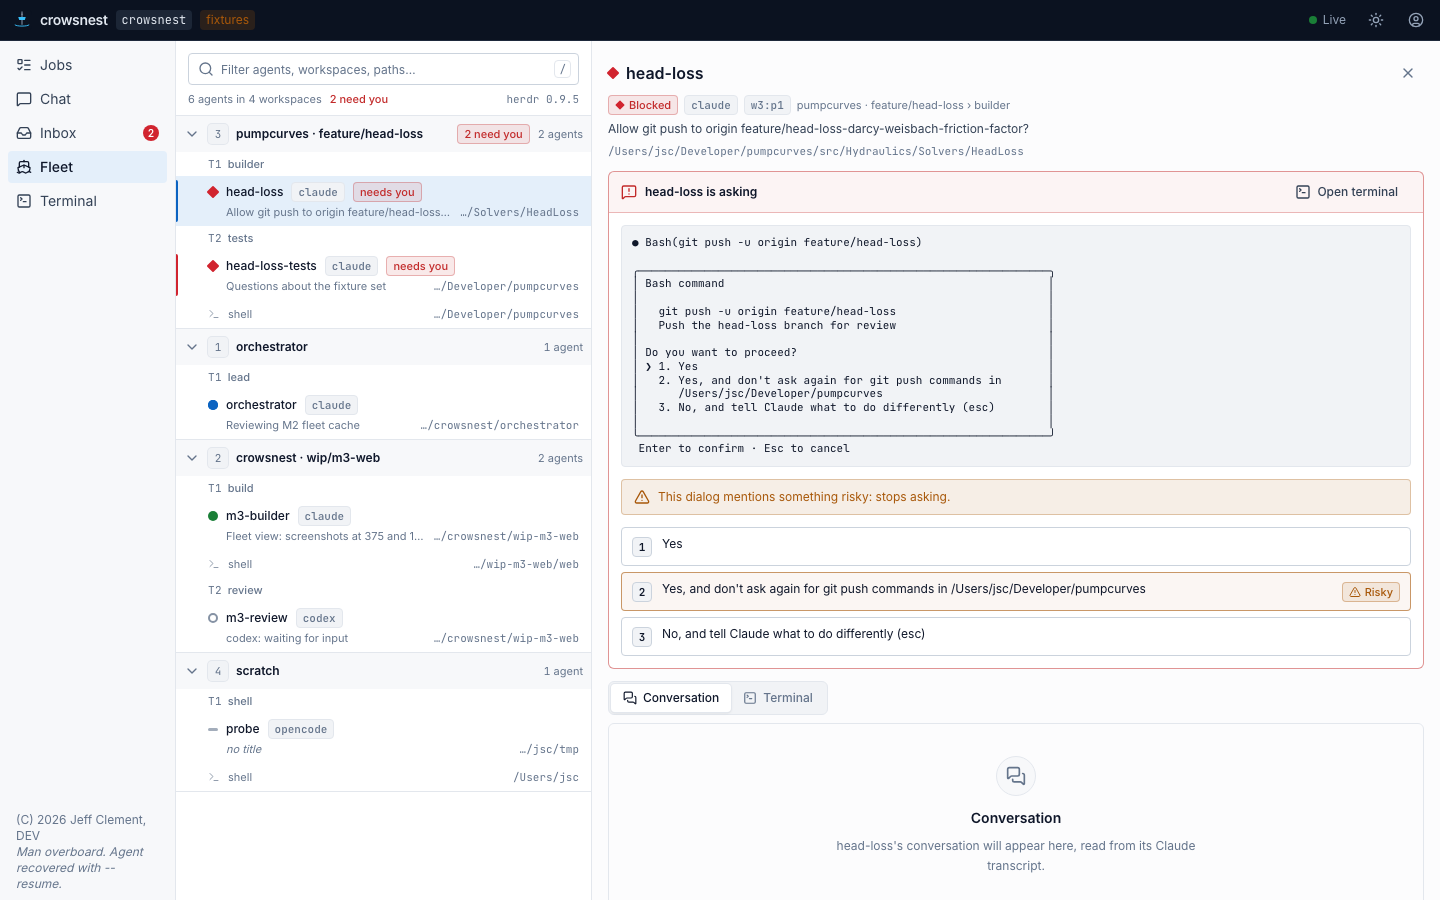 crowsnest crowsnest fixtures
Live
Jobs
Chat
Inbox 2
Fleet
Terminal
(C) 2026 Jeff Clement,
DEV
Man overboard. Agent
recovered with --
resume.
Filter agents, workspaces, paths... /
6 agents in 4 workspaces 2 need you herdr 0.9.5
3 pumpcurves · feature/head-loss 2 need you 2 agents
T1 builder
head-loss claude needs you
Allow git push to origin feature/head-loss... …/Solvers/HeadLoss
T2 tests
head-loss-tests claude needs you
Questions about the fixture set …/Developer/pumpcurves
>_ shell …/Developer/pumpcurves
1 orchestrator 1 agent
T1 lead
orchestrator claude
Reviewing M2 fleet cache …/crowsnest/orchestrator
2 crowsnest · wip/m3-web 2 agents
T1 build
m3-builder claude
Fleet view: screenshots at 375 and 1... …/crowsnest/wip-m3-web
>_ shell …/wip-m3-web/web
T2 review
m3-review codex
codex: waiting for input …/crowsnest/wip-m3-web
4 scratch 1 agent
T1 shell
probe opencode
no title …/jsc/tmp
>_ shell /Users/jsc
head-loss
Blocked claude w3:p1 pumpcurves · feature/head-loss › builder
Allow git push to origin feature/head-loss-darcy-weisbach-friction-factor?
/Users/jsc/Developer/pumpcurves/src/Hydraulics/Solvers/HeadLoss
head-loss is asking Open terminal
● Bash(git push -u origin feature/head-loss)
Bash command
git push -u origin feature/head-loss
Push the head-loss branch for review
Do you want to proceed?
❯ 1. Yes
2. Yes, and don't ask again for git push commands in
/Users/jsc/Developer/pumpcurves
3. No, and tell Claude what to do differently (esc)
Enter to confirm · Esc to cancel
This dialog mentions something risky: stops asking.
1 Yes
2 Yes, and don't ask again for git push commands in /Users/jsc/Developer/pumpcurves Risky
3 No, and tell Claude what to do differently (esc)
Conversation Terminal
Conversation
head-loss's conversation will appear here, read from its Claude
transcript.